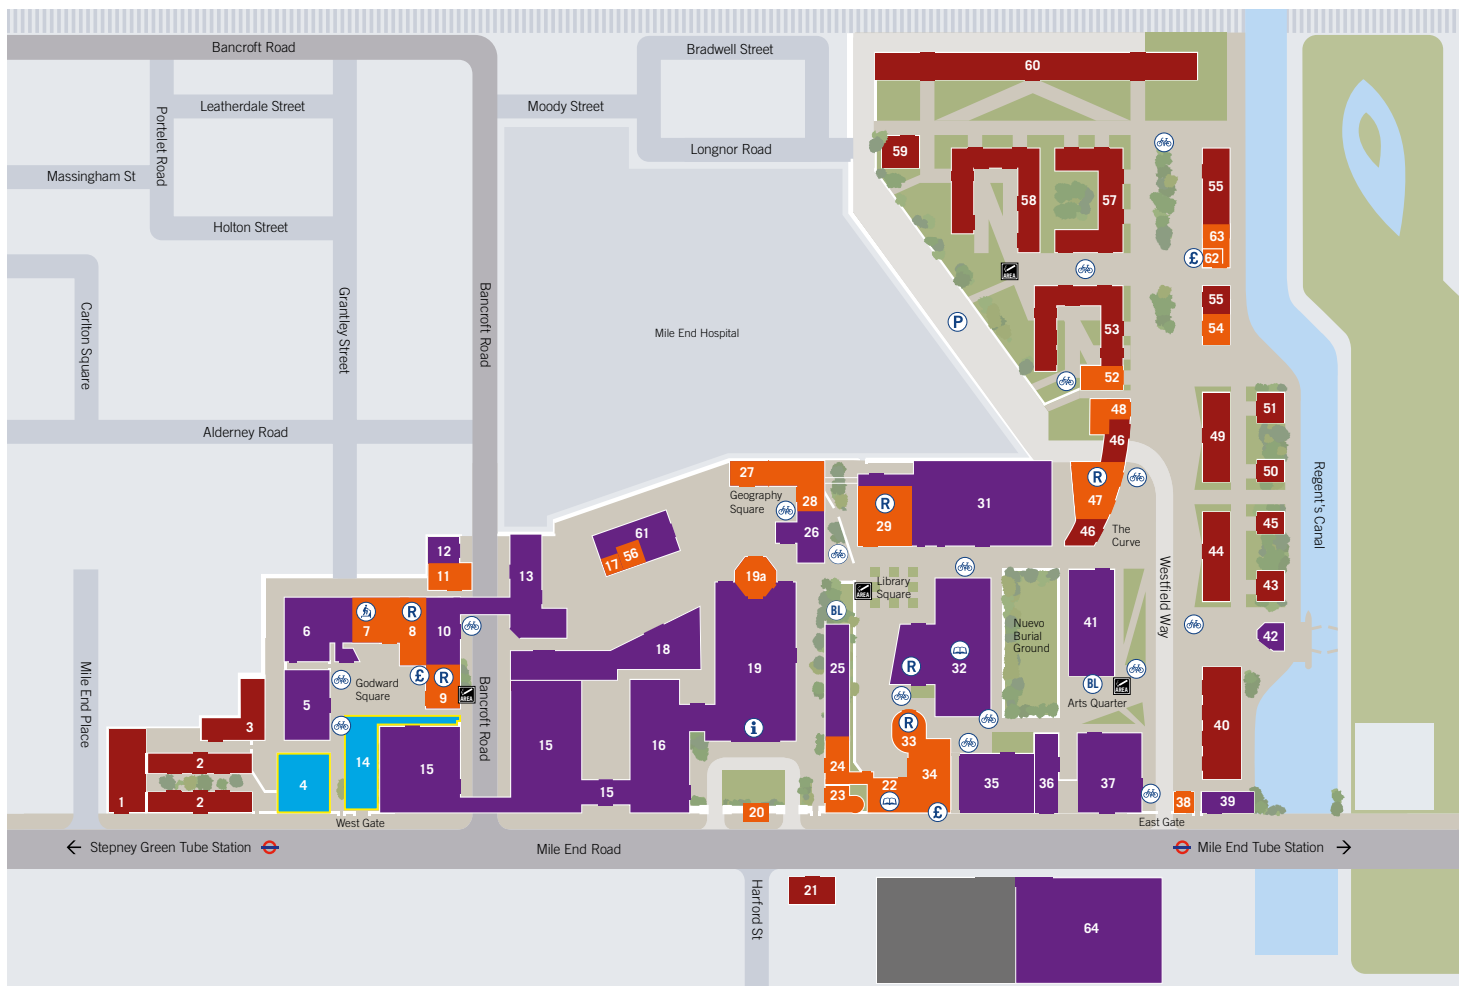 Bancroft Road
Bradwell Street
60
Leatherdale Street
Moody Street
Portelet Road
Longnor Road
59
Massingham St
55
58
57
Holton Street
63
62
£
AREA
Carlton Square
Grantley Street
Bancroft Road
Mile End Hospital
P
55
54
53
52
51
48
49
46
Alderney Road
50
27
Geography
Square
28
R
29
31
R
47
46
The
Curve
Regent's Canal
45
44
43
26
61
56
17
12
11
13
19a
AREA
Library
Square
BL
Westfield Way
6
7
R
8
10
18
19
25
R
32
Nuevo
Burial
Ground
41
42
Godward
Square
£
R
9
AREA
BL
AREA
Arts Quarter
5
3
Mile End Place
Bancroft Road
i
R
33
40
15
16
14
15
2
4
24
34
22
35
36
37
1
2
15
23
20
£
38
39
West Gate
East Gate
Stepney Green Tube Station
Mile End Road
Mile End Tube Station
Harford St
21
64